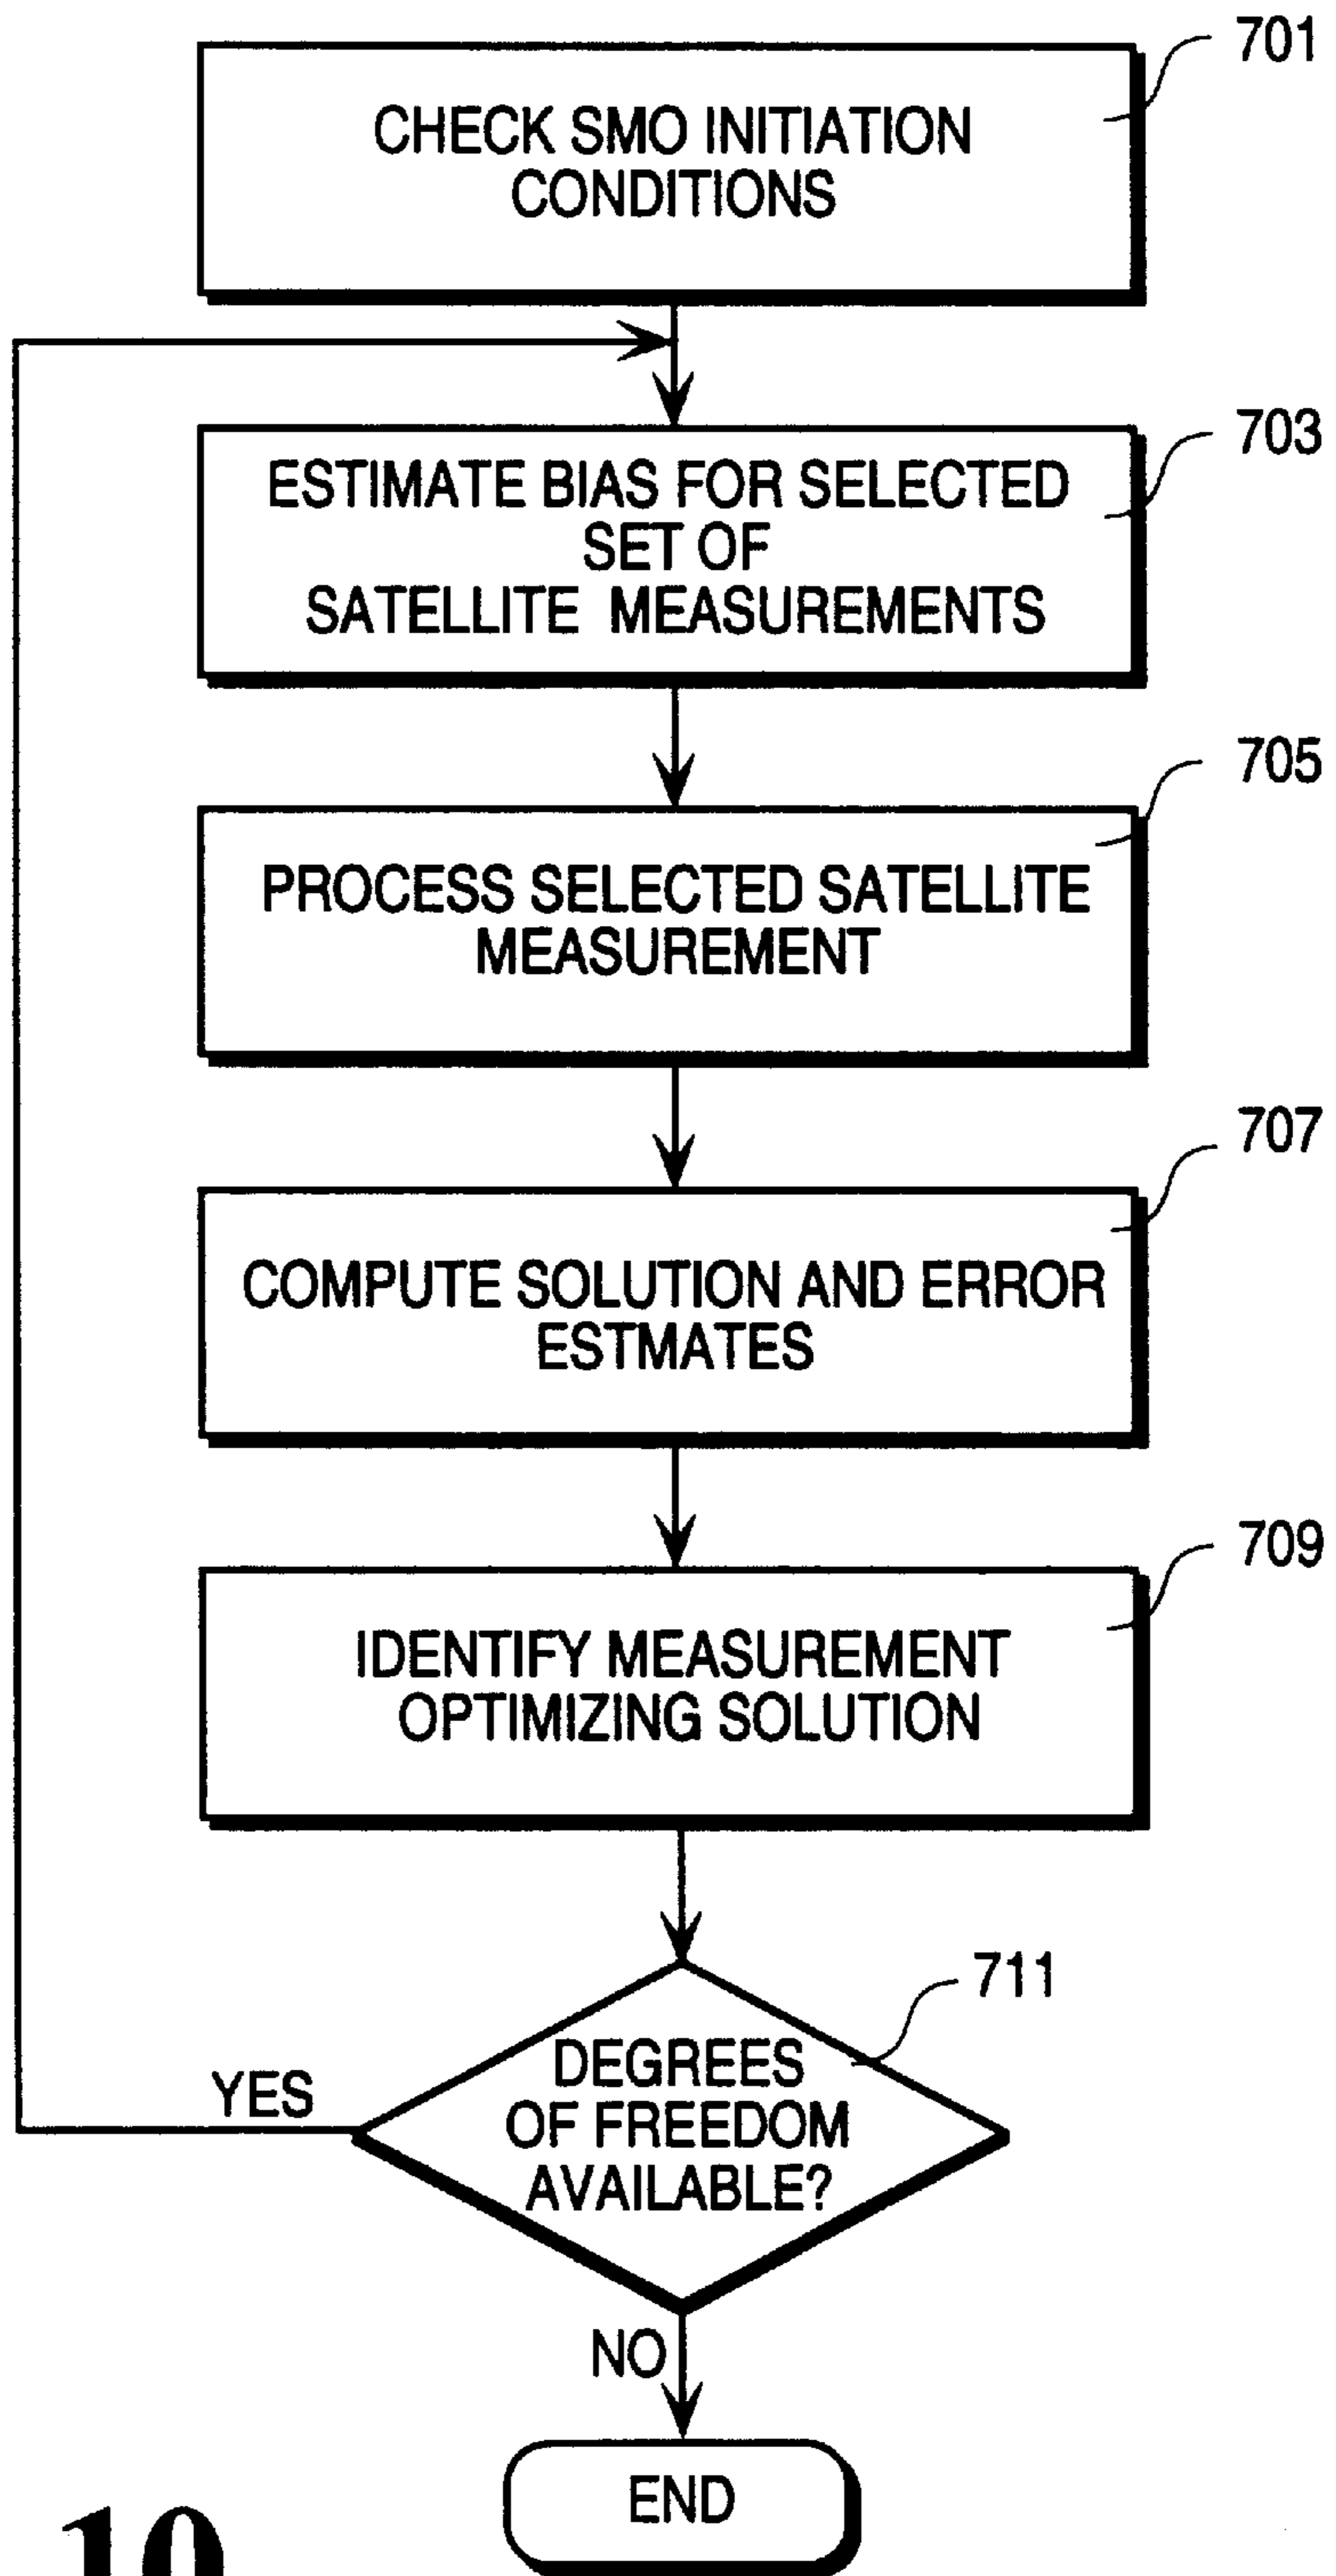 701
CHECK SMO INITIATION
CONDITIONS
703
ESTIMATE BIAS FOR SELECTED
SET OF
SATELLITE MEASUREMENTS
705
PROCESS SELECTED SATELLITE
MEASUREMENT
707
COMPUTE SOLUTION AND ERROR
ESTMATES
709
IDENTIFY MEASUREMENT
OPTIMIZING SOLUTION
711
DEGREES
OF FREEDOM
AVAILABLE?
YES
NO
END
10